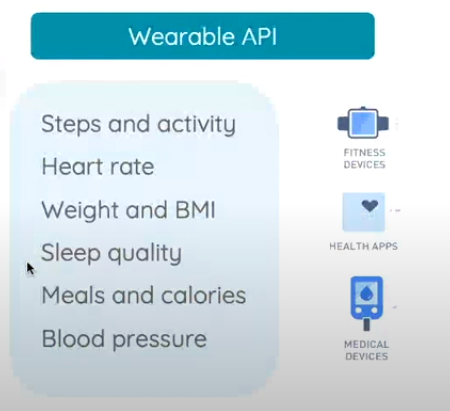 Wearable API
Steps and activity
Heart rate
Weight and BMI
Sleep quality
Meals and calories
Blood pressure
FITNESS
DEVICES
HEALTH APPS
MEDICAL
DEVICES